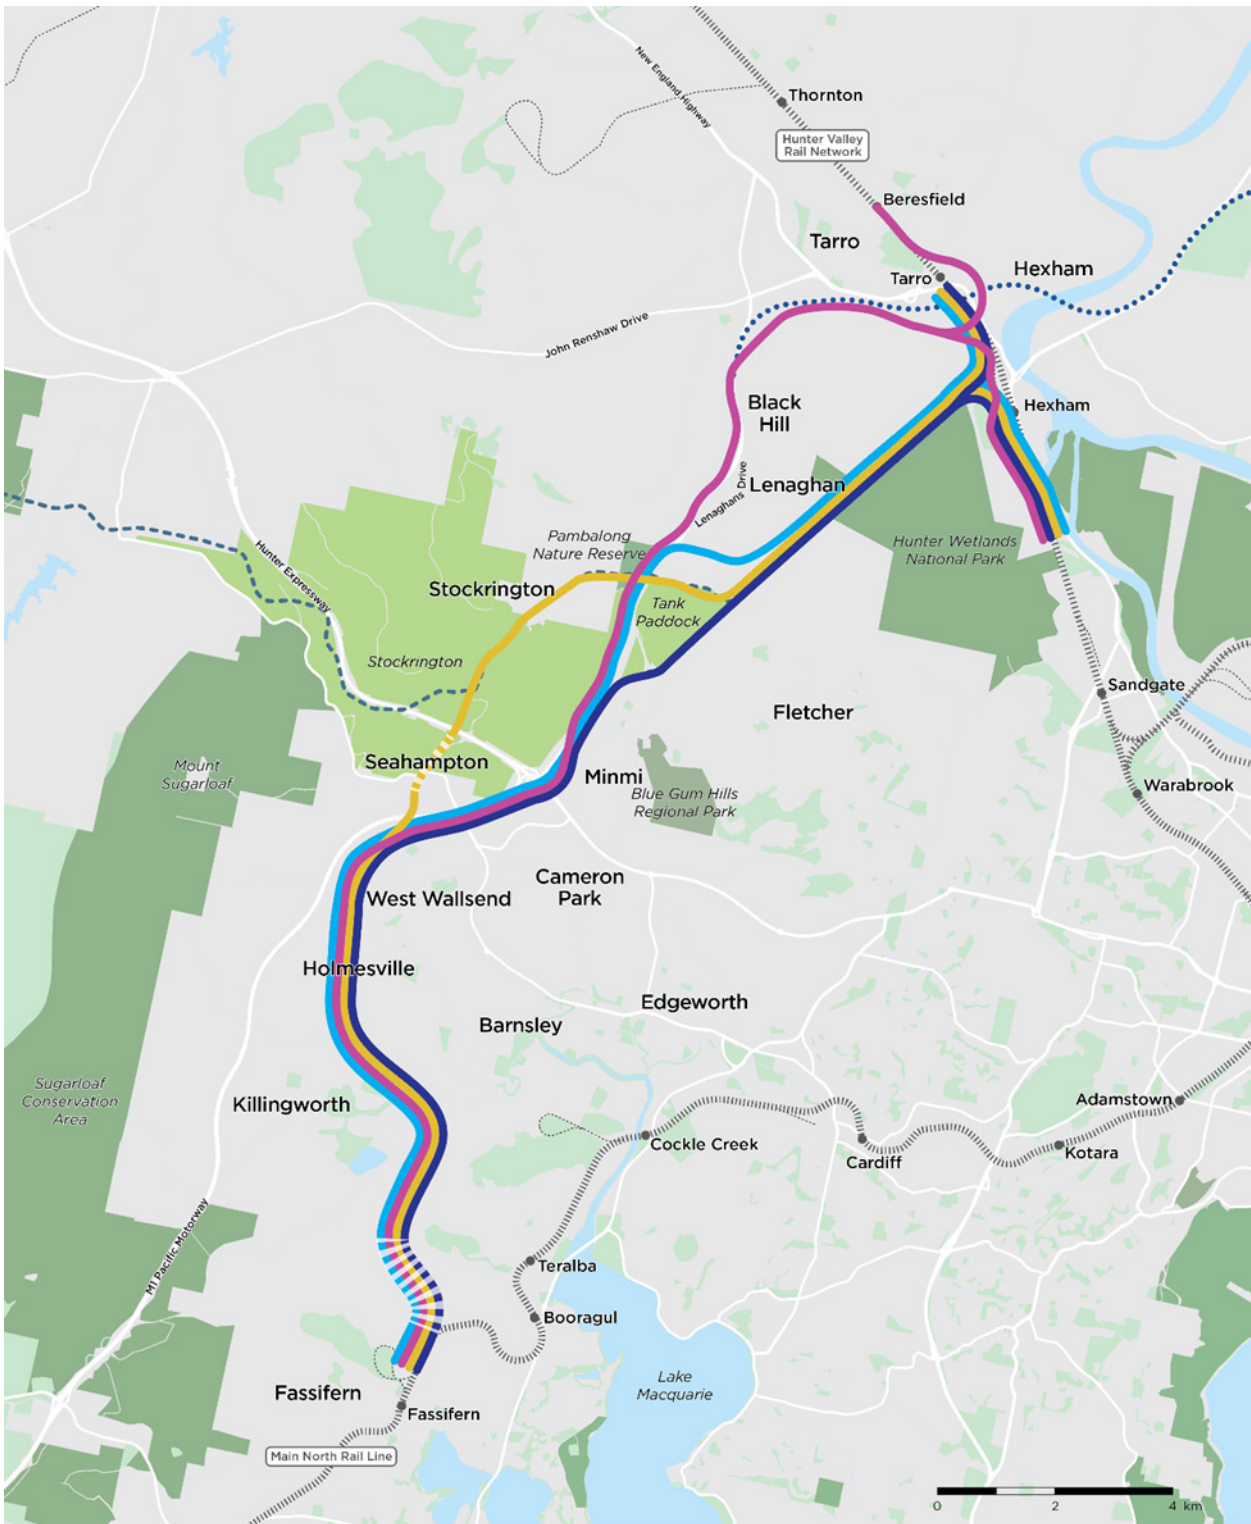 New England Highway
Thornton
Hunter Valley
Rail Network
Beresfield
Tarro
Hexham
Tarro
John Renshaw Drive
Black
Hill
Hexham
Lenaghans Drive
Lenaghan
Pambalong
Nature Reserve
Hunter Wetlands
National Park
Hunter Expressway
Stockrington
Tank
Paddock
Stockrington
Sandgate
Fletcher
Seahampton
Mount
Sugarloaf
Minmi
Blue Gum Hills
Regional Park
Warabrook
Cameron
Park
West Wallsend
Holmesville
Edgeworth
Barnsley
Sugarloaf
Conservation
Area
Killingworth
Adamstown
Cockle Creek
Cardiff
Kotara
M1 Pacific Motorway
Teralba
Booragul
Lake
Macquarie
Fassifern
Fassifern
Main North Rail Line
0 2 4 km